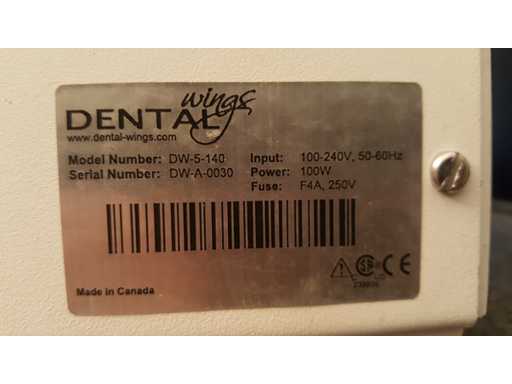 DENTAL wings
www.dental-wings.com
Model Number: DW-5-140 Input: 100-240V, 50-60Hz
Serial Number: DW-A-0030 Power: 100W
Fuse: F4A, 250V
Made in Canada